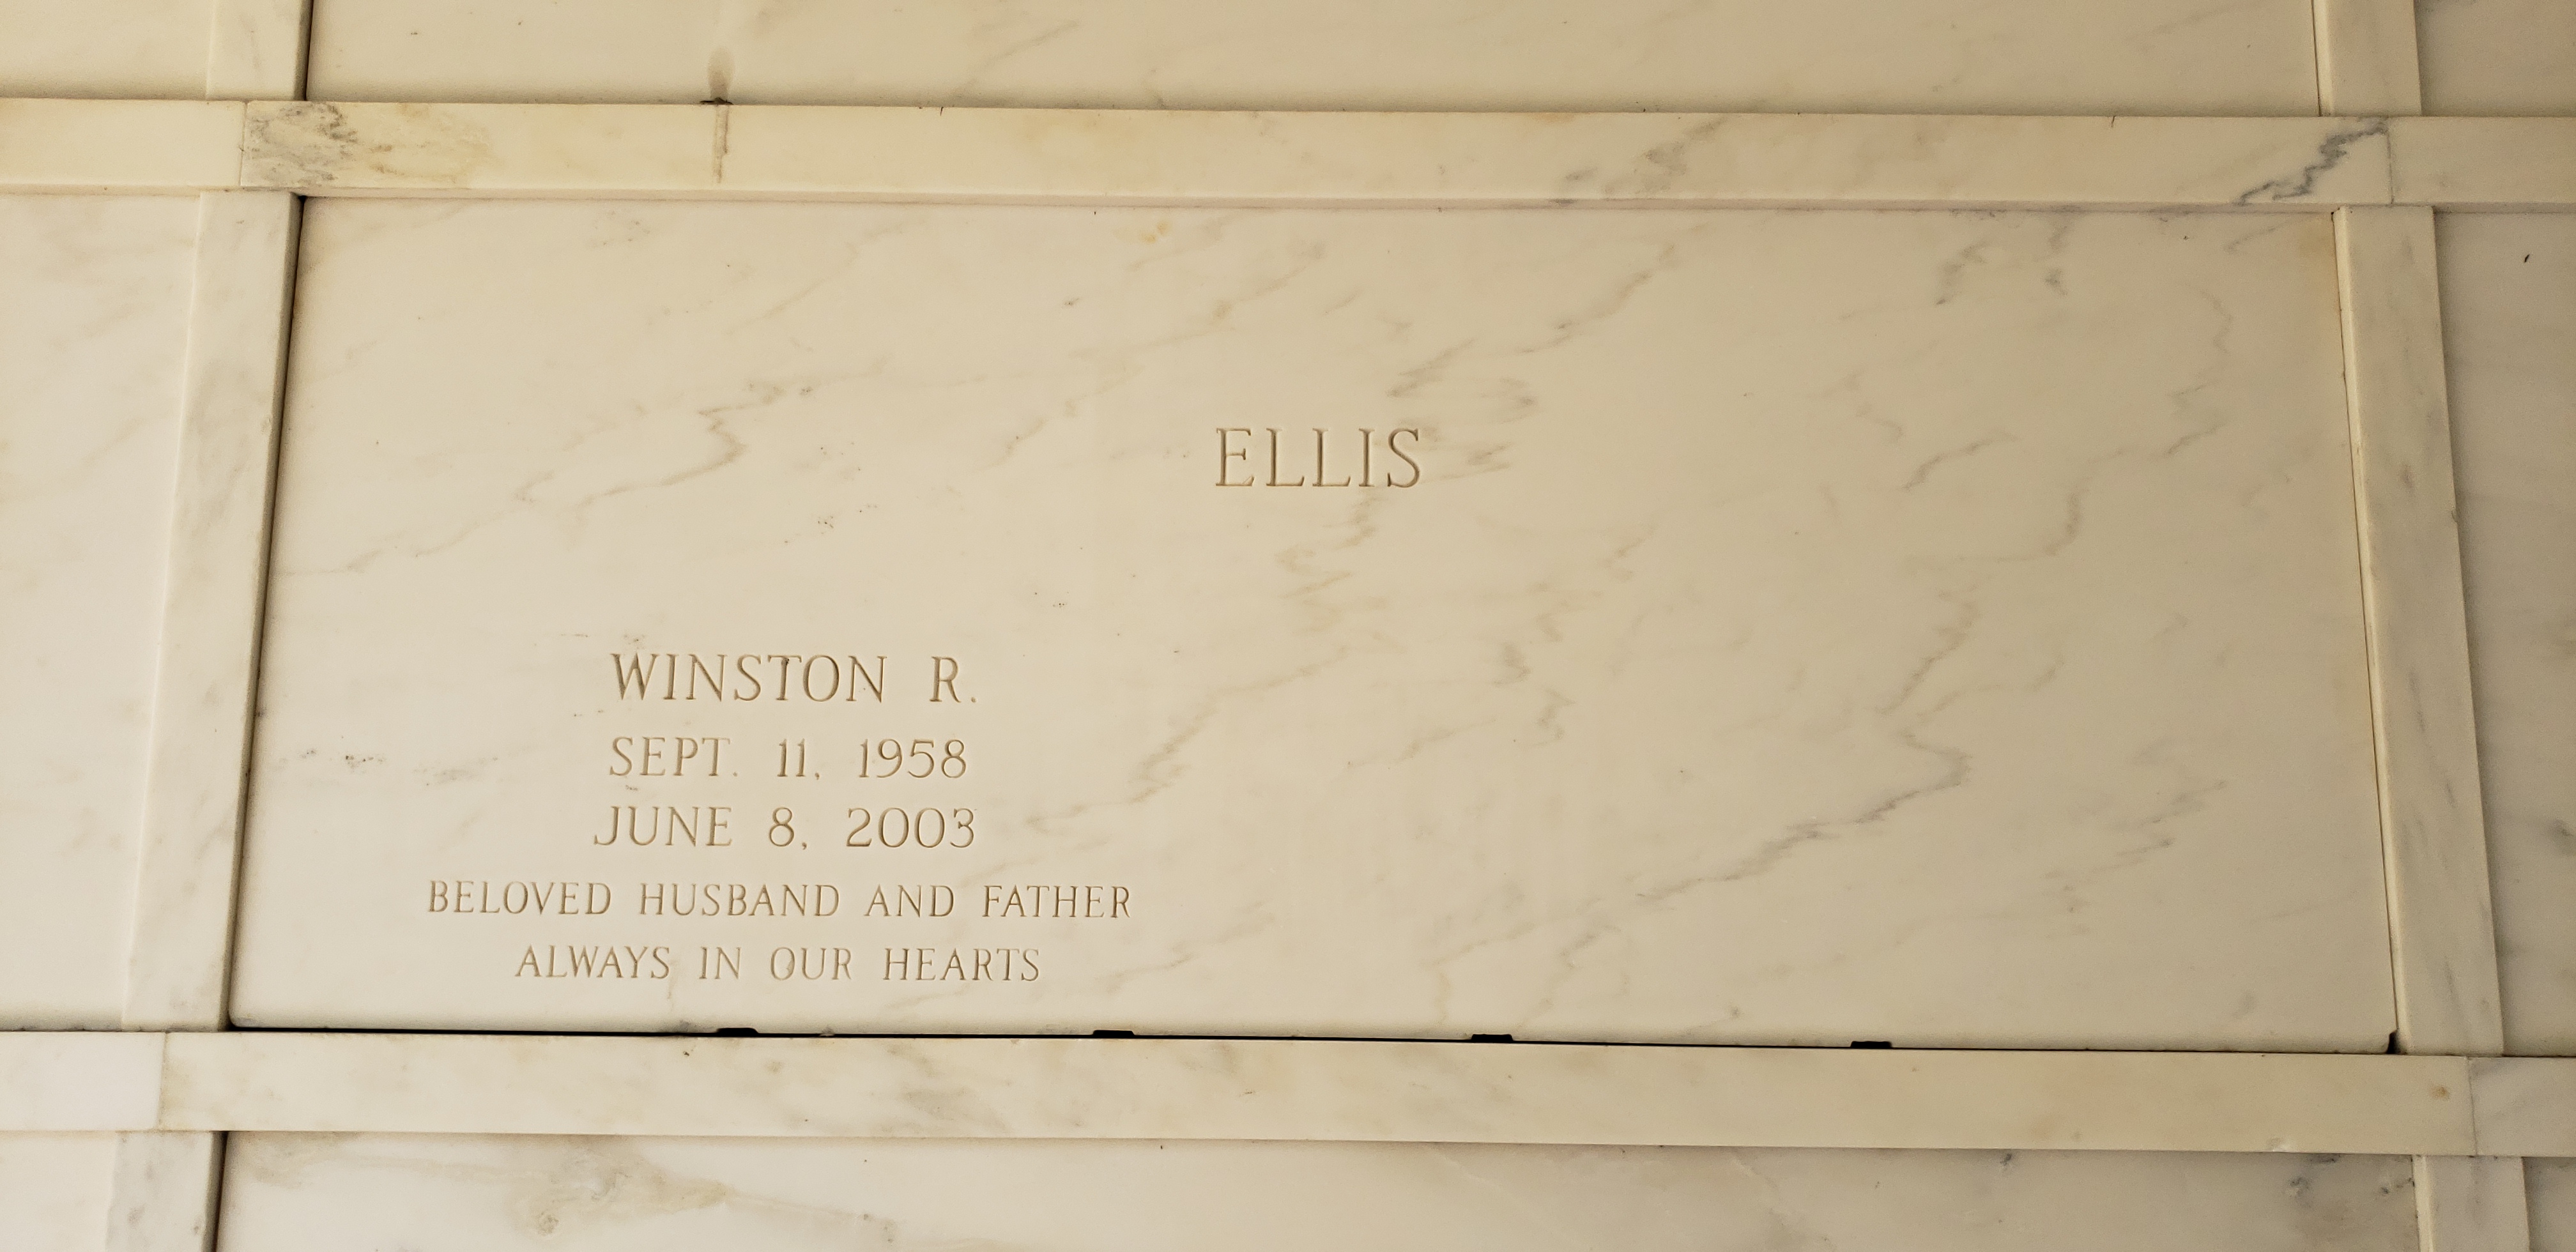 ELLIS
WINSTON R.
SEPT. 11, 1958
JUNE 8, 2003
BELOVED HUSBAND AND FATHER
ALWAYS IN OUR HEARTS